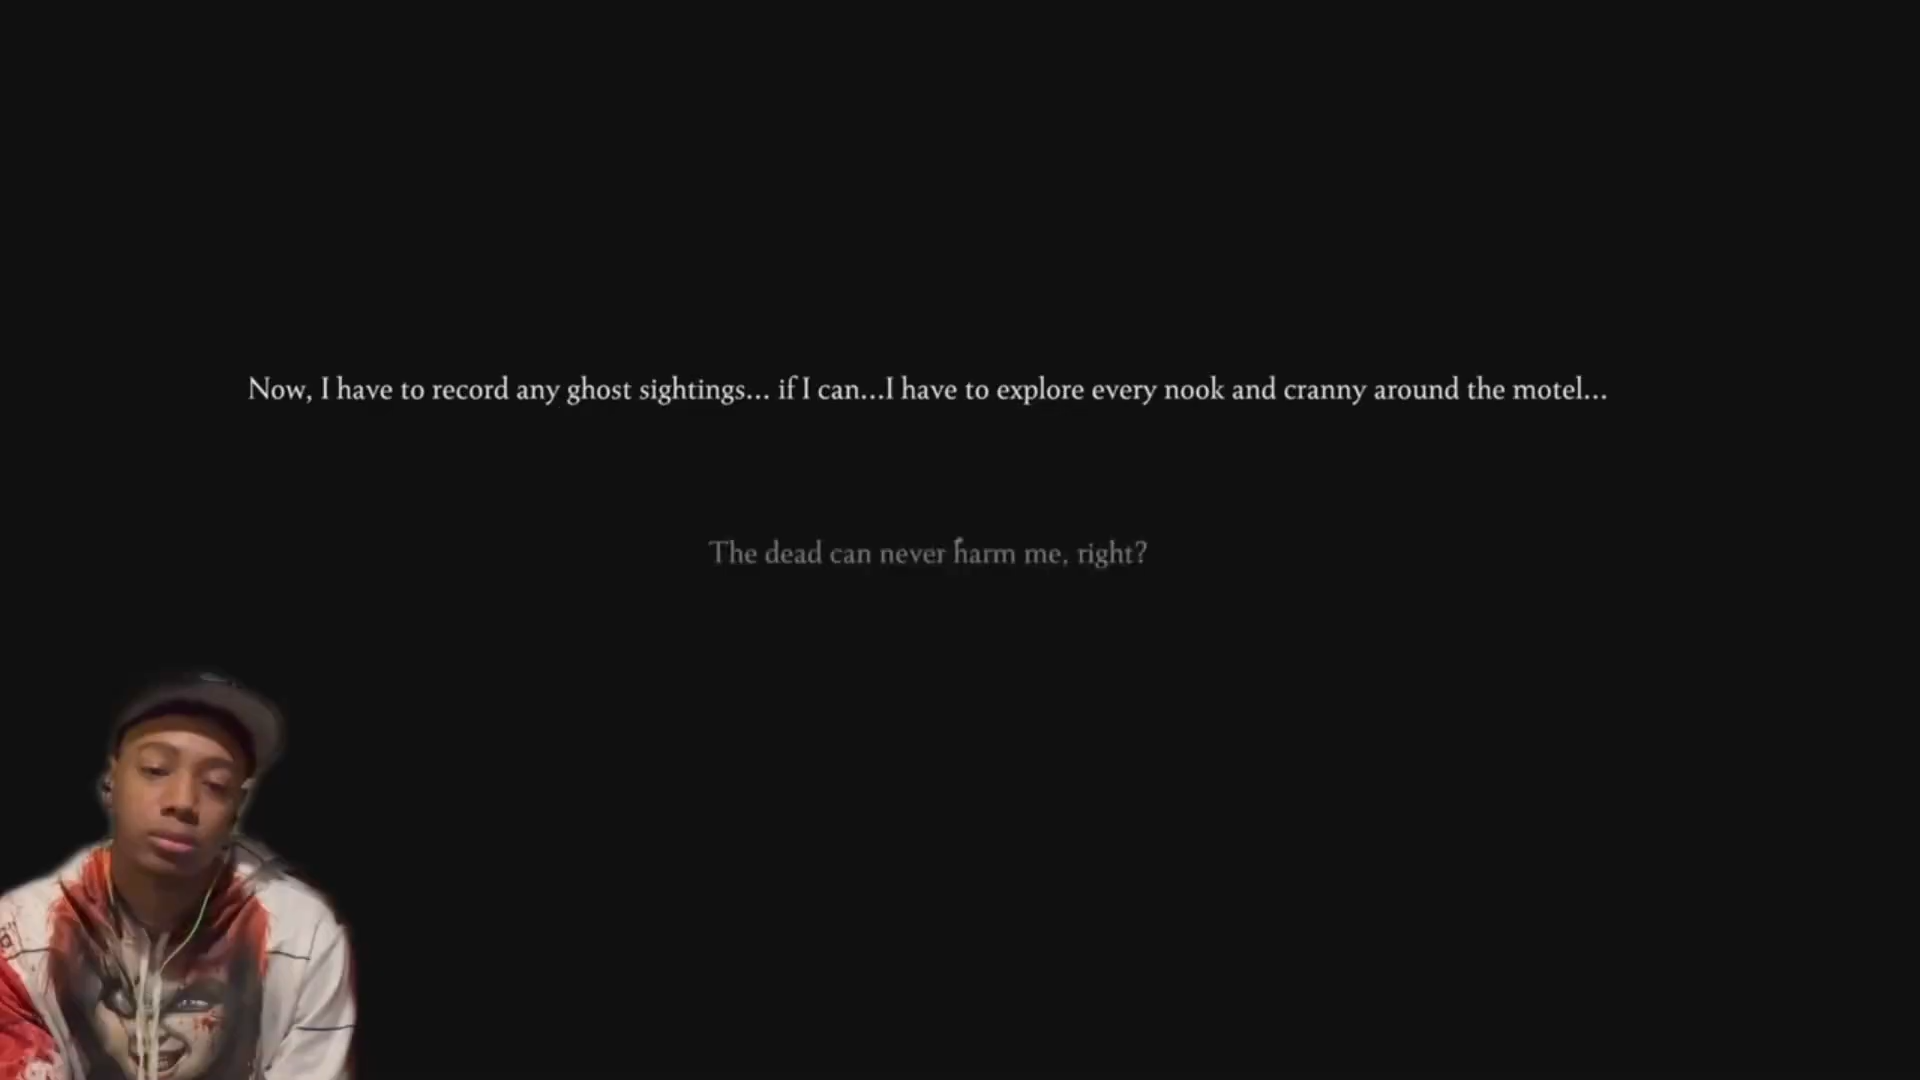 Now, I have to record any ghost sightings... if I can...I have to explore every nook and cranny around the motel...
The dead can never harm me, right?